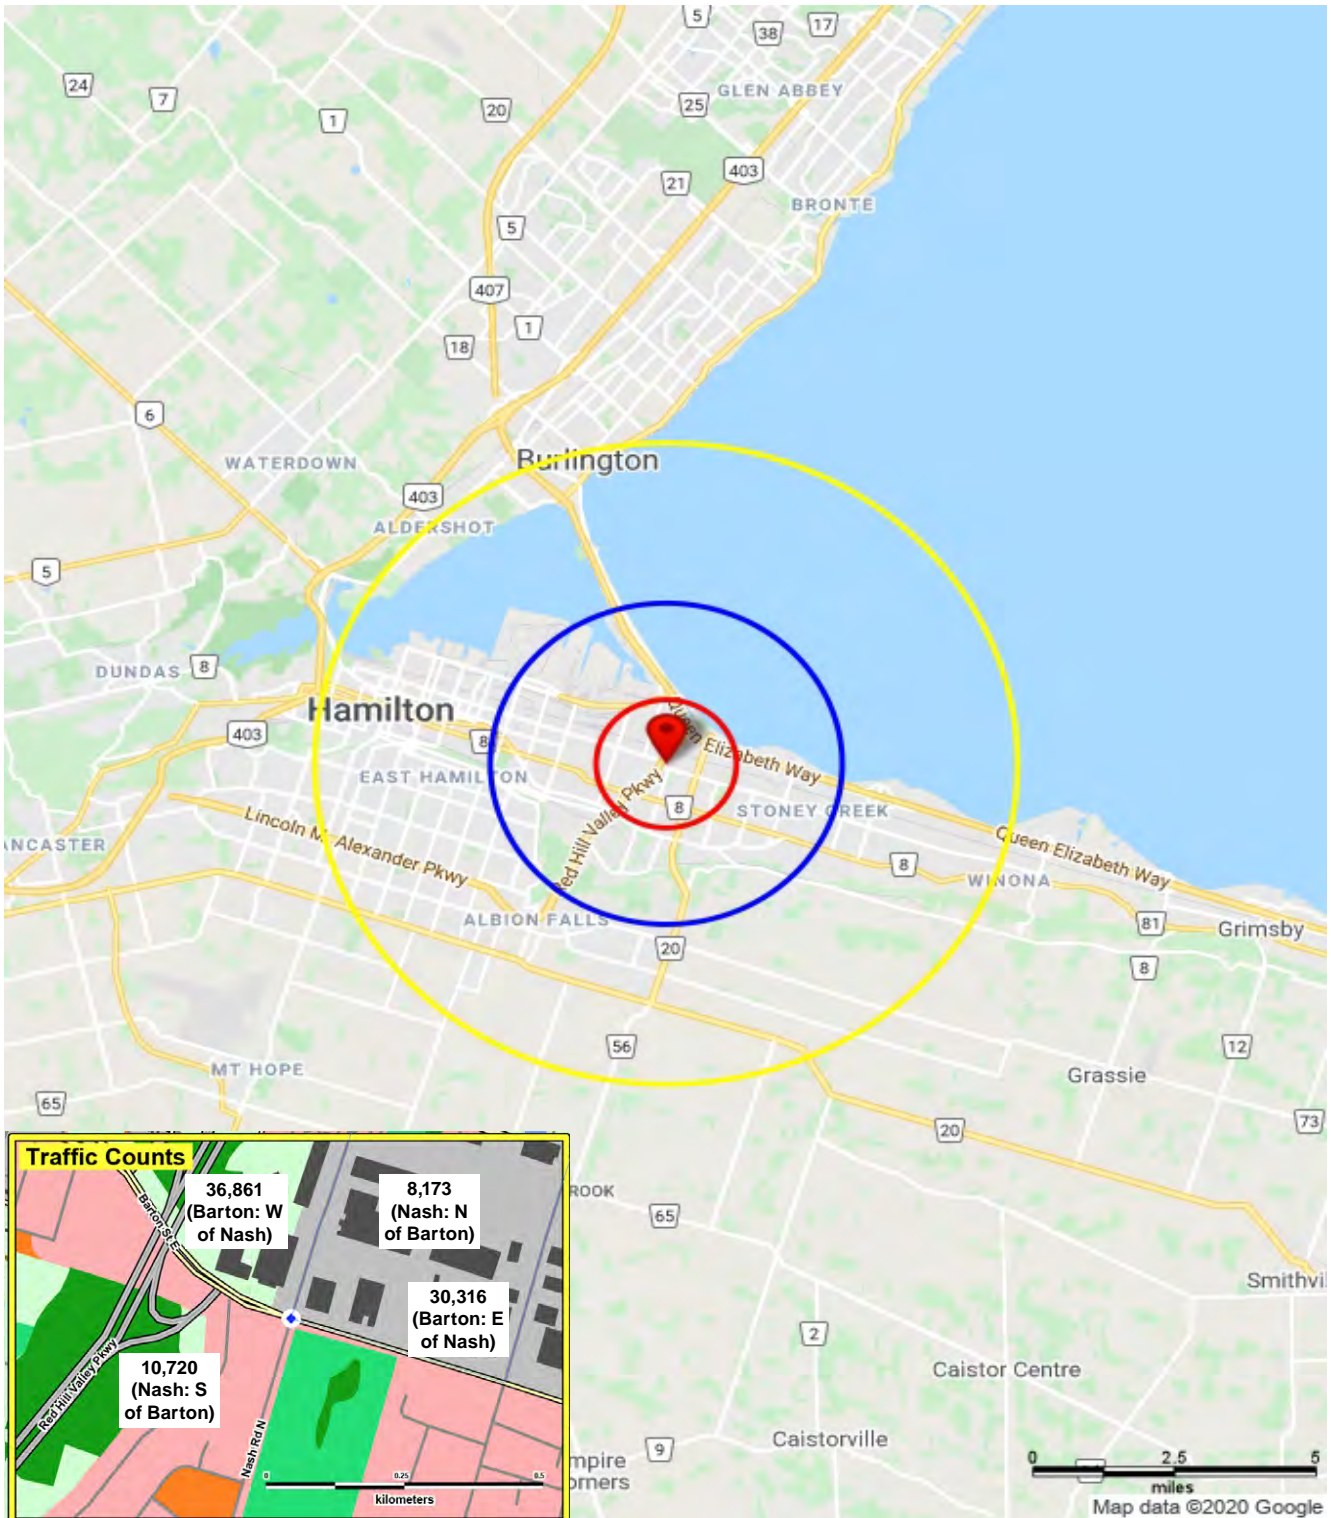 5
38
17
24
7
GLEN ABBEY
20
25
1
403
21
BRONTE
5
407
1
18
6
Burlington
WATERDOWN
403
ALDERSHOT
5
DUNDAS
8
Hamilton
403
8
Queen Elizabeth Way
EAST HAMILTON
Red Hill Valley Pkwy
8
STONEY CREEK
Lincoln M. Alexander Pkwy
ANCASTER
Queen Elizabeth Way
8
WINONA
ALBION FALLS
81
Grimsby
20
8
56
12
MT HOPE
Grassie
65
73
20
Traffic Counts
36,861
(Barton: W
of Nash)
8,173
(Nash: N
of Barton)
Barton St E
30,316
(Barton: E
of Nash)
10,720
(Nash: S
of Barton)
Red Hill Valley Pkwy
Nash Rd N
0 0.25 0.5
kilometers
ROOK
65
Smithvi
2
Caistor Centre
Caistorville
9
mpire
orners
0 2.5 5
miles
Map data ©2020 Google